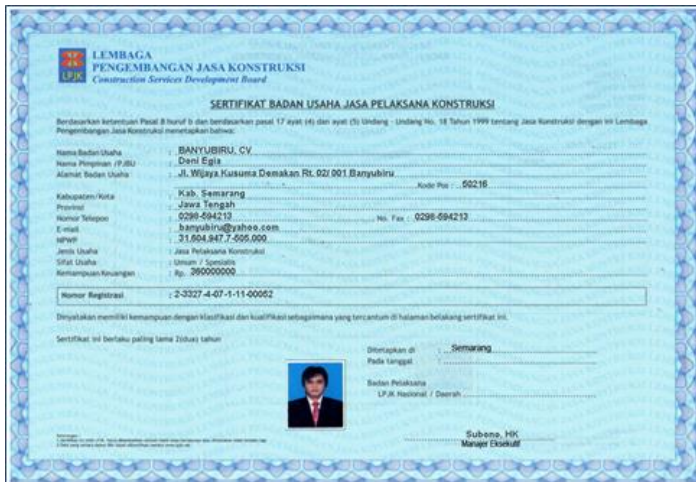 LPJK
LEMBAGA
PENGEMBANGAN JASA KONSTRUKSI
Construction Services Development Board
SERTIFIKAT BADAN USAHA JASA PELAKSANA KONSTRUKSI
Berdasarkan ketentuan Pasal 8 huruf b dan berdasarkan pasal 17 ayat (4) dan ayat (5) Undang - Undang No. 18 Tahun 1999 tentang Jasa Konstruksi dengan ini Lembaga
Pengembangan Jasa Konstruksi menetapkan bahwa:
Nama Badan Usaha : BANYUBIRU, CV
Nama Pimpinan /PJBU : Doni Egia
Alamat Badan Usaha : Jl. Wijaya Kusuma Demakan Rt. 02/ 001 Banyubiru
Kode Pos : 50216
Kabupaten/Kota : Kab. Semarang
Provinsi : Jawa Tengah
Nomor Telepon : 0298-594213 No. Fax : 0298-594213
E-mail : banyubiru@yahoo.com
NPWP : 31.604.947.7-505.000
Jenis Usaha : Jasa Pelaksana Konstruksi
Sifat Usaha : Umum / Spesialis
Kemampuan Keuangan : Rp. 360000000
Nomor Registrasi : 2-3327-4-07-1-11-00052
Dinyatakan memiliki kemampuan dengan klasifikasi dan kualifikasi sebagaimana yang tercantum di halaman belakang sertifikat ini.
Sertifikat ini berlaku paling lama 2(dua) tahun
Ditetapkan di : Semarang
Pada tanggal :
Badan Pelaksana
LPJK Nasional / Daerah
Subono, HK
Manajer Eksekutif